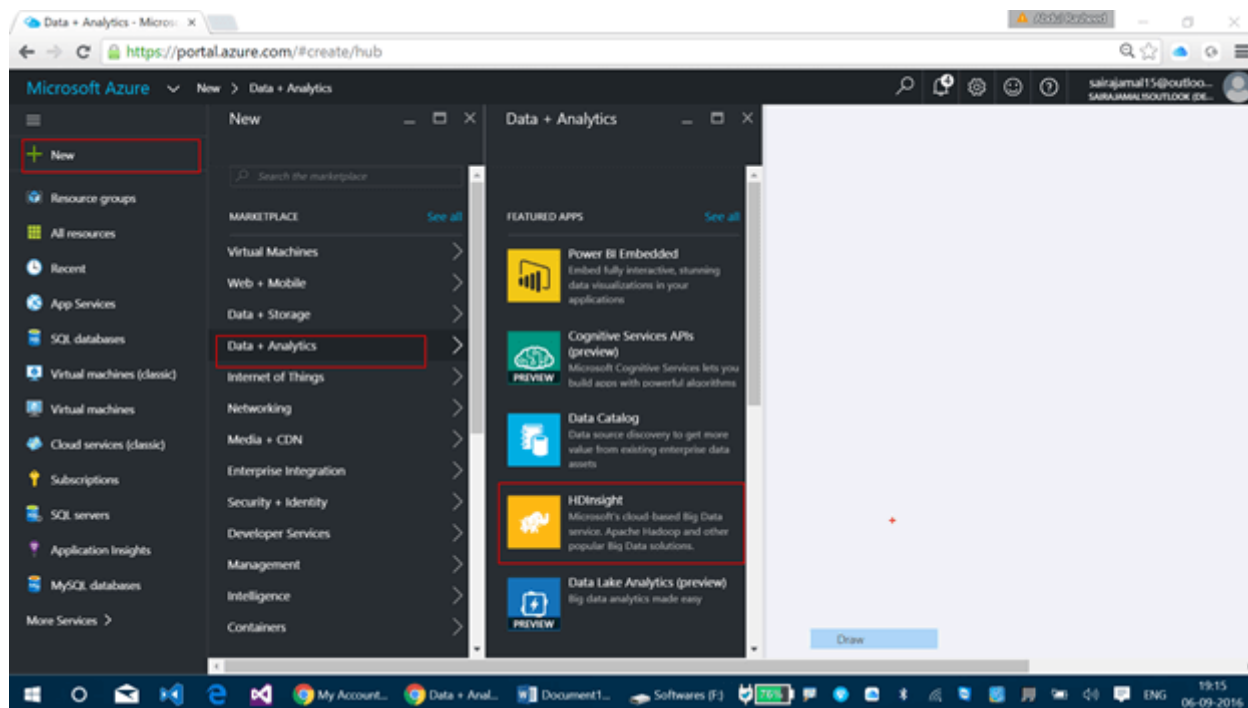 Data + Analytics - Micros
Abdul Rasheed
https://portal.azure.com/#create/hub
Microsoft Azure
New > Data + Analytics
sairajamal15@outloo...
New
Resource groups
All resources
Recent
App Services
SQL databases
Virtual machines (classic)
Virtual machines
Cloud services (classic)
Subscriptions
SQL servers
Application Insights
MySQL databases
More Services >
New
Search the marketplace
MARKETPLACE
See all
Virtual Machines
Web + Mobile
Data + Storage
Data + Analytics
Internet of Things
Networking
Media + CDN
Enterprise Integration
Security + Identity
Developer Services
Management
Intelligence
Containers
Data + Analytics
FEATURED APPS
See all
Power BI Embedded
Embed fully interactive, stunning
data visualizations in your
applications
PREVIEW
Cognitive Services APIs
(preview)
Microsoft Cognitive Services lets you
build apps with powerful algorithms
Data Catalog
Data source discovery to get more
value from existing enterprise data
assets
HDInsight
Microsoft's cloud-based Big Data
service. Apache Hadoop and other
popular Big Data solutions.
PREVIEW
Data Lake Analytics (preview)
Big data analytics made easy
Draw
My Account...
Data + Anal...
Document1...
Softwares (F:)
76%
ENG
19:15
06-09-2016